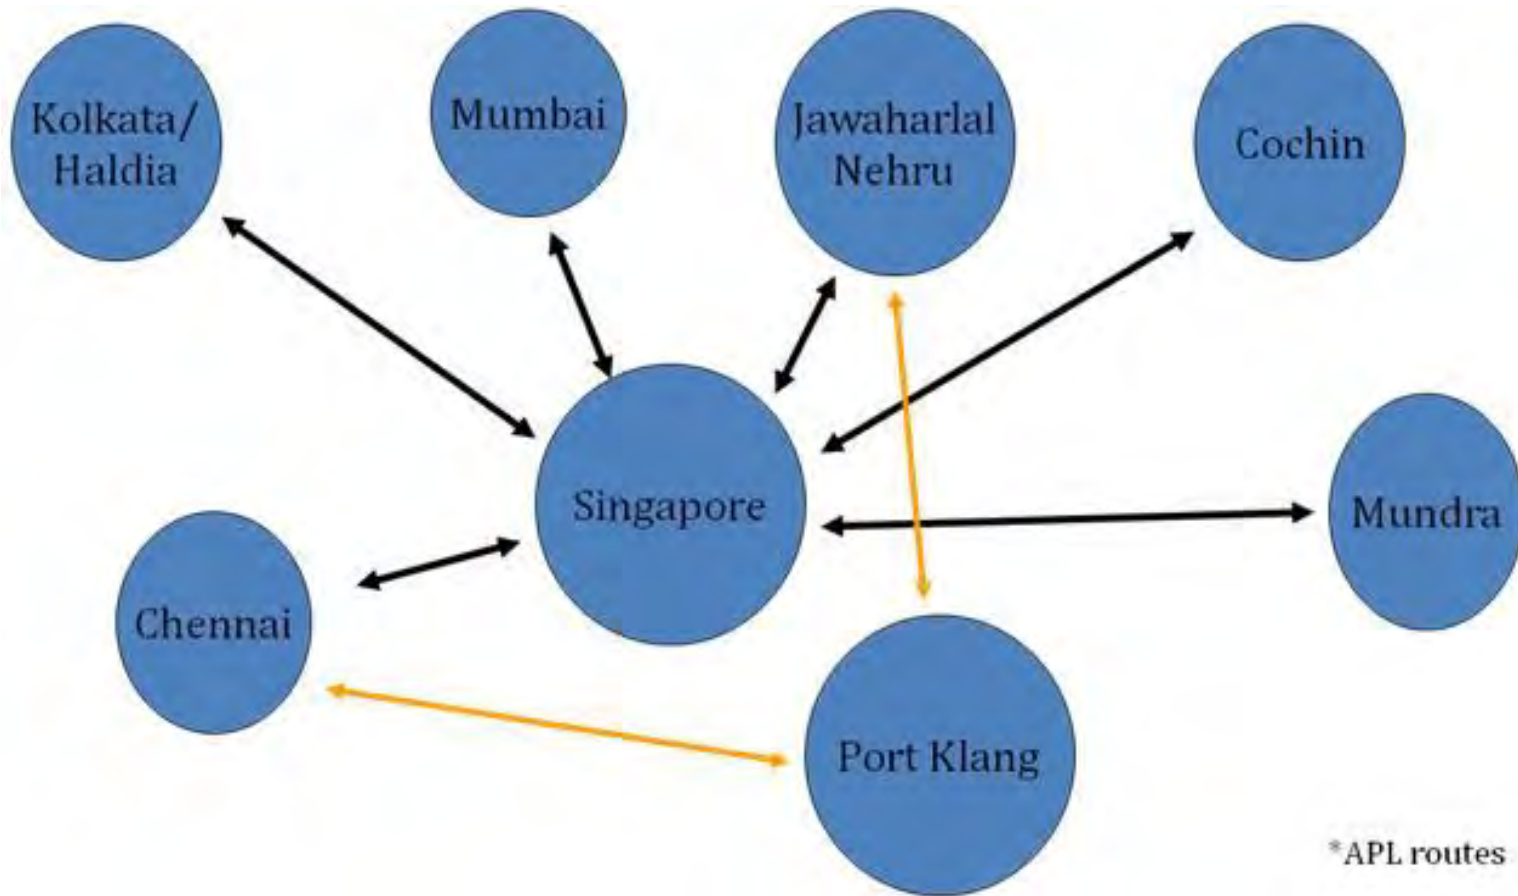 Kolkata/
Haldia
Mumbai
Jawaharlal
Nehru
Cochin
Singapore
Mundra
Chennai
Port Klang
*APL routes